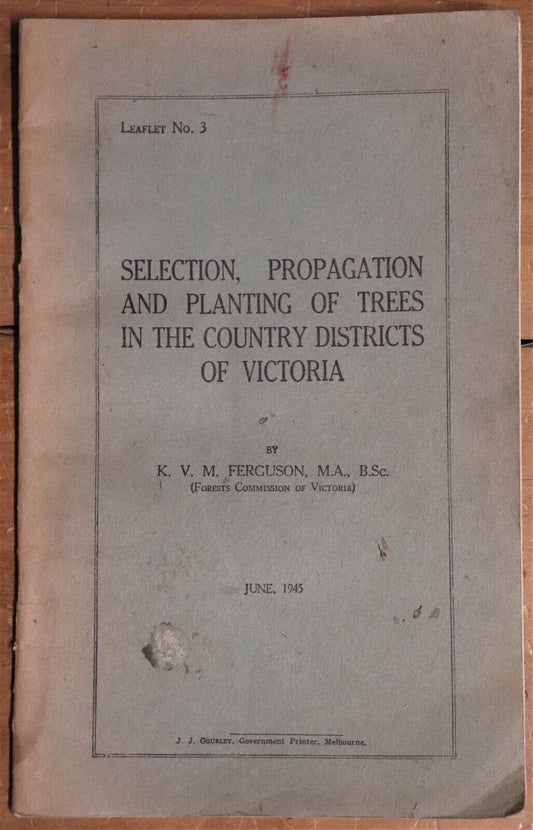 Leaflet No. 3
SELECTION, PROPAGATION
AND PLANTING OF TREES
IN THE COUNTRY DISTRICTS
OF VICTORIA
BY
K. V. M. FERGUSON, M.A., B.Sc.
(Forests Commission of Victoria)
JUNE, 1945
J. J. Gourley, Government Printer, Melbourne.